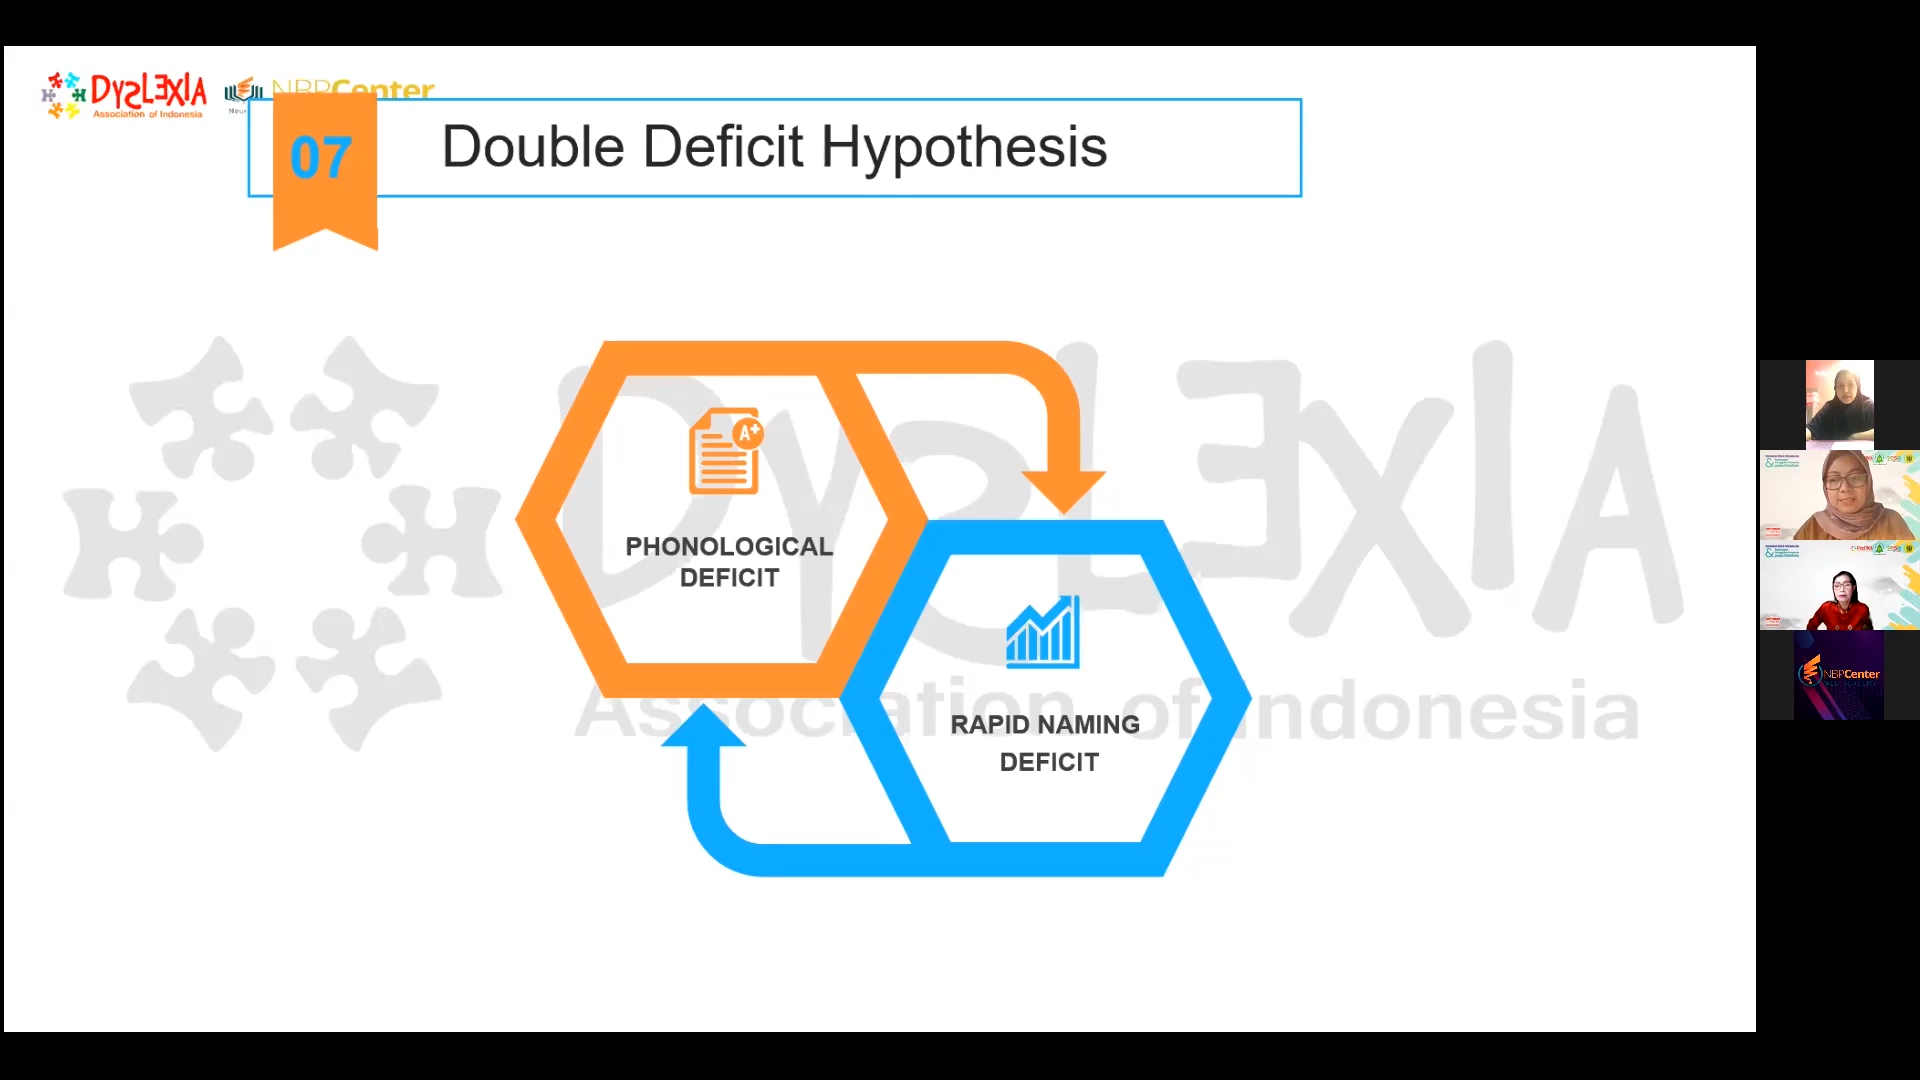 DYSLEXIA
Association of Indonesia
NBPCenter
07
Double Deficit Hypothesis
DYSLEXIA
Association of Indonesia
A+
PHONOLOGICAL
DEFICIT
RAPID NAMING
DEFICIT
NBPCenter